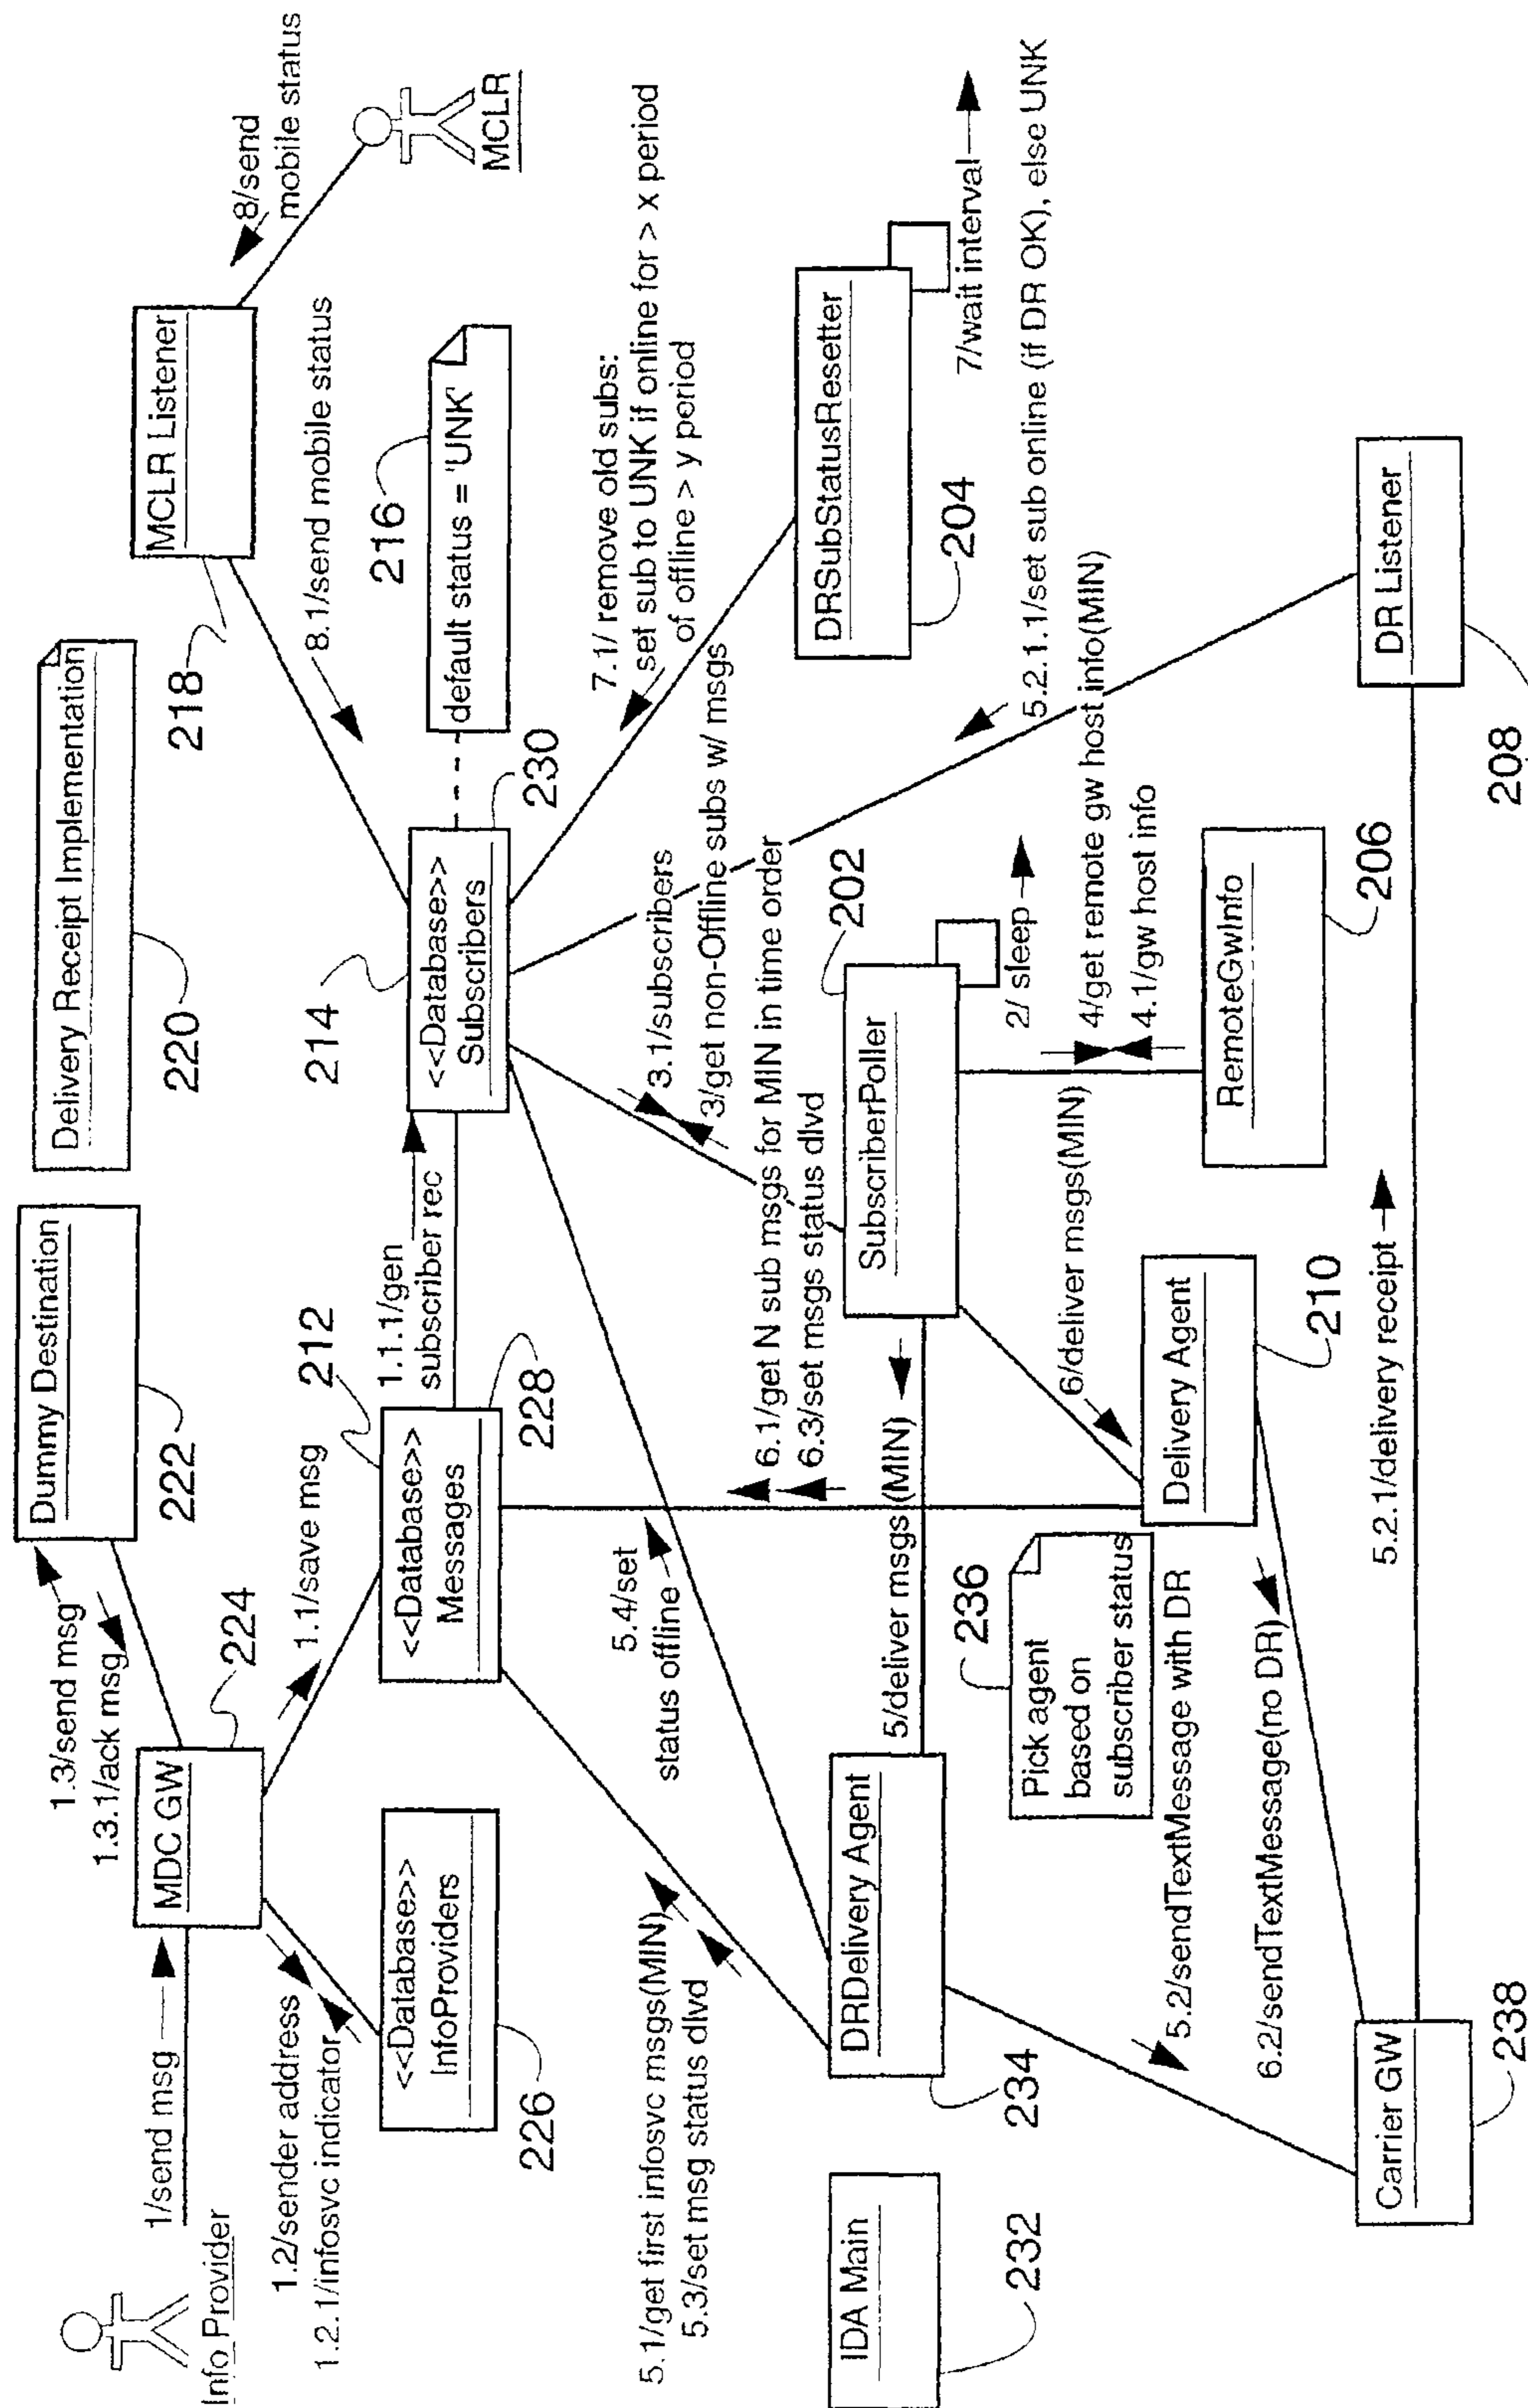 Info Provider
1/send msg
MDC GW
224
1.3/send msg
1.3.1/ack msg
Dummy Destination
222
Delivery Receipt Implementation
220
MCLR Listener
218
8/send
mobile status
MCLR
8.1/send mobile status
1.2/sender address
1.2.1/infosvc indicator
1.1/save msg
<<Database>>
InfoProviders
226
<<Database>>
Messages
212
228
1.1.1/gen
subscriber rec
<<Database>>
Subscribers
214
230
default status = 'UNK'
216
7.1/ remove old subs:
set sub to UNK if online for > x period
of offline > y period
5.1/get first infosvc msgs(MIN)
5.3/set msg status dlvd
5.4/set
status offline
6.1/get N sub msgs for MIN in time order
6.3/set msgs status dlvd
3.1/subscribers
3/get non-Offline subs w/ msgs
DRSubStatusResetter
204
7/wait interval
IDA Main
232
DRDelivery Agent
234
5/deliver msgs (MIN)
SubscriberPoller
202
2/ sleep
5.2.1.1/set sub online (if DR OK), else UNK
Pick agent
based on
subscriber status
236
6/deliver msgs(MIN)
4/get remote gw host info(MIN)
4.1/gw host info
5.2/sendTextMessage with DR
6.2/sendTextMessage(no DR)
Delivery Agent
210
RemoteGwInfo
206
Carrier GW
238
5.2.1/delivery receipt
DR Listener
208